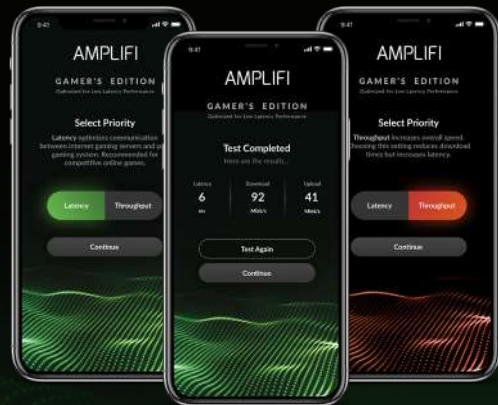 9:41
AMPLIFI
GAMER'S EDITION
Optimized for Low Latency Performance
Select Priority
Latency optimizes communication
between internet gaming servers and
gaming system. Recommended for
competitive online games.
Latency
Throughput
Continue
9:41
AMPLIFI
GAMER'S EDITION
Optimized for Low Latency Performance
Test Completed
Here are the results...
Latency Download Upload
6 92 41
ms Mbit/s Mbit/s
Test Again
Continue
9:41
AMPLIFI
GAMER'S EDITION
Optimized for Low Latency Performance
Select Priority
Throughput increases overall speed.
Choosing this setting reduces download
times but increases latency.
Latency
Throughput
Continue